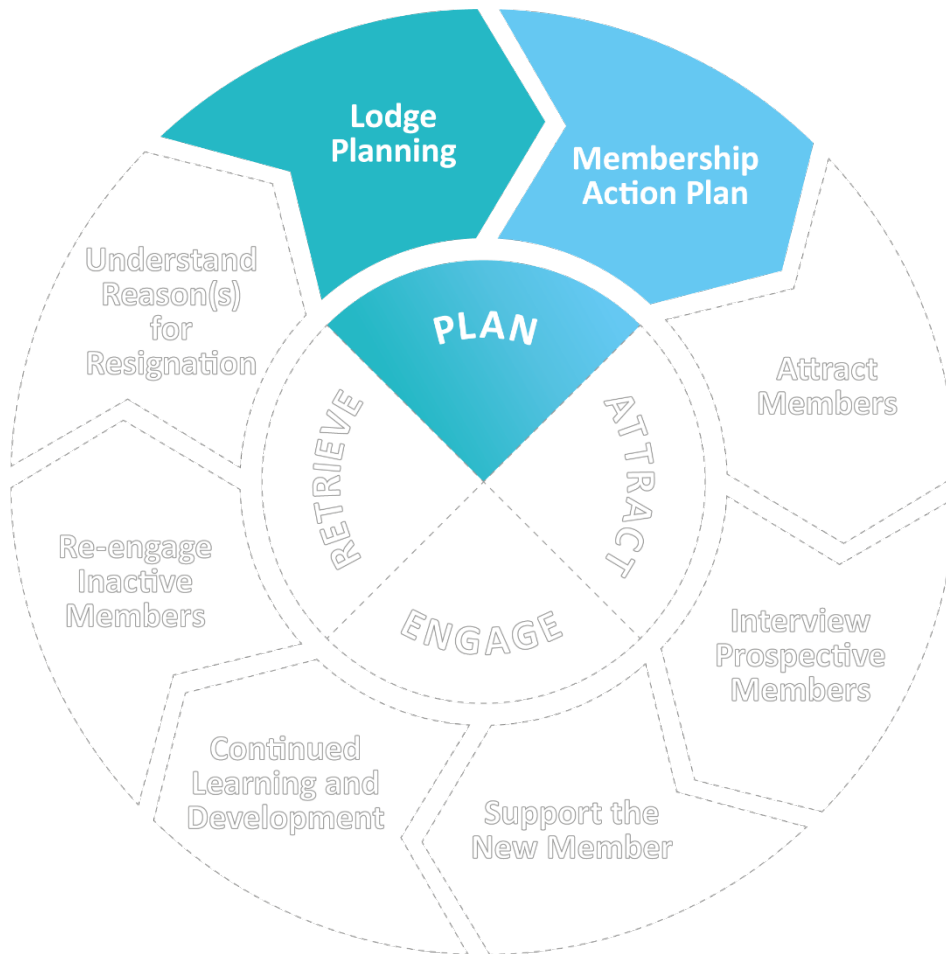 Lodge
Planning
Membership
Action Plan
Attract
Members
Interview
Prospective
Members
Support the
New Member
Continued
Learning and
Development
Re-engage
Inactive
Members
Understand
Reason(s)
for
Resignation
PLAN
ATTRACT
ENGAGE
RETRIEVE